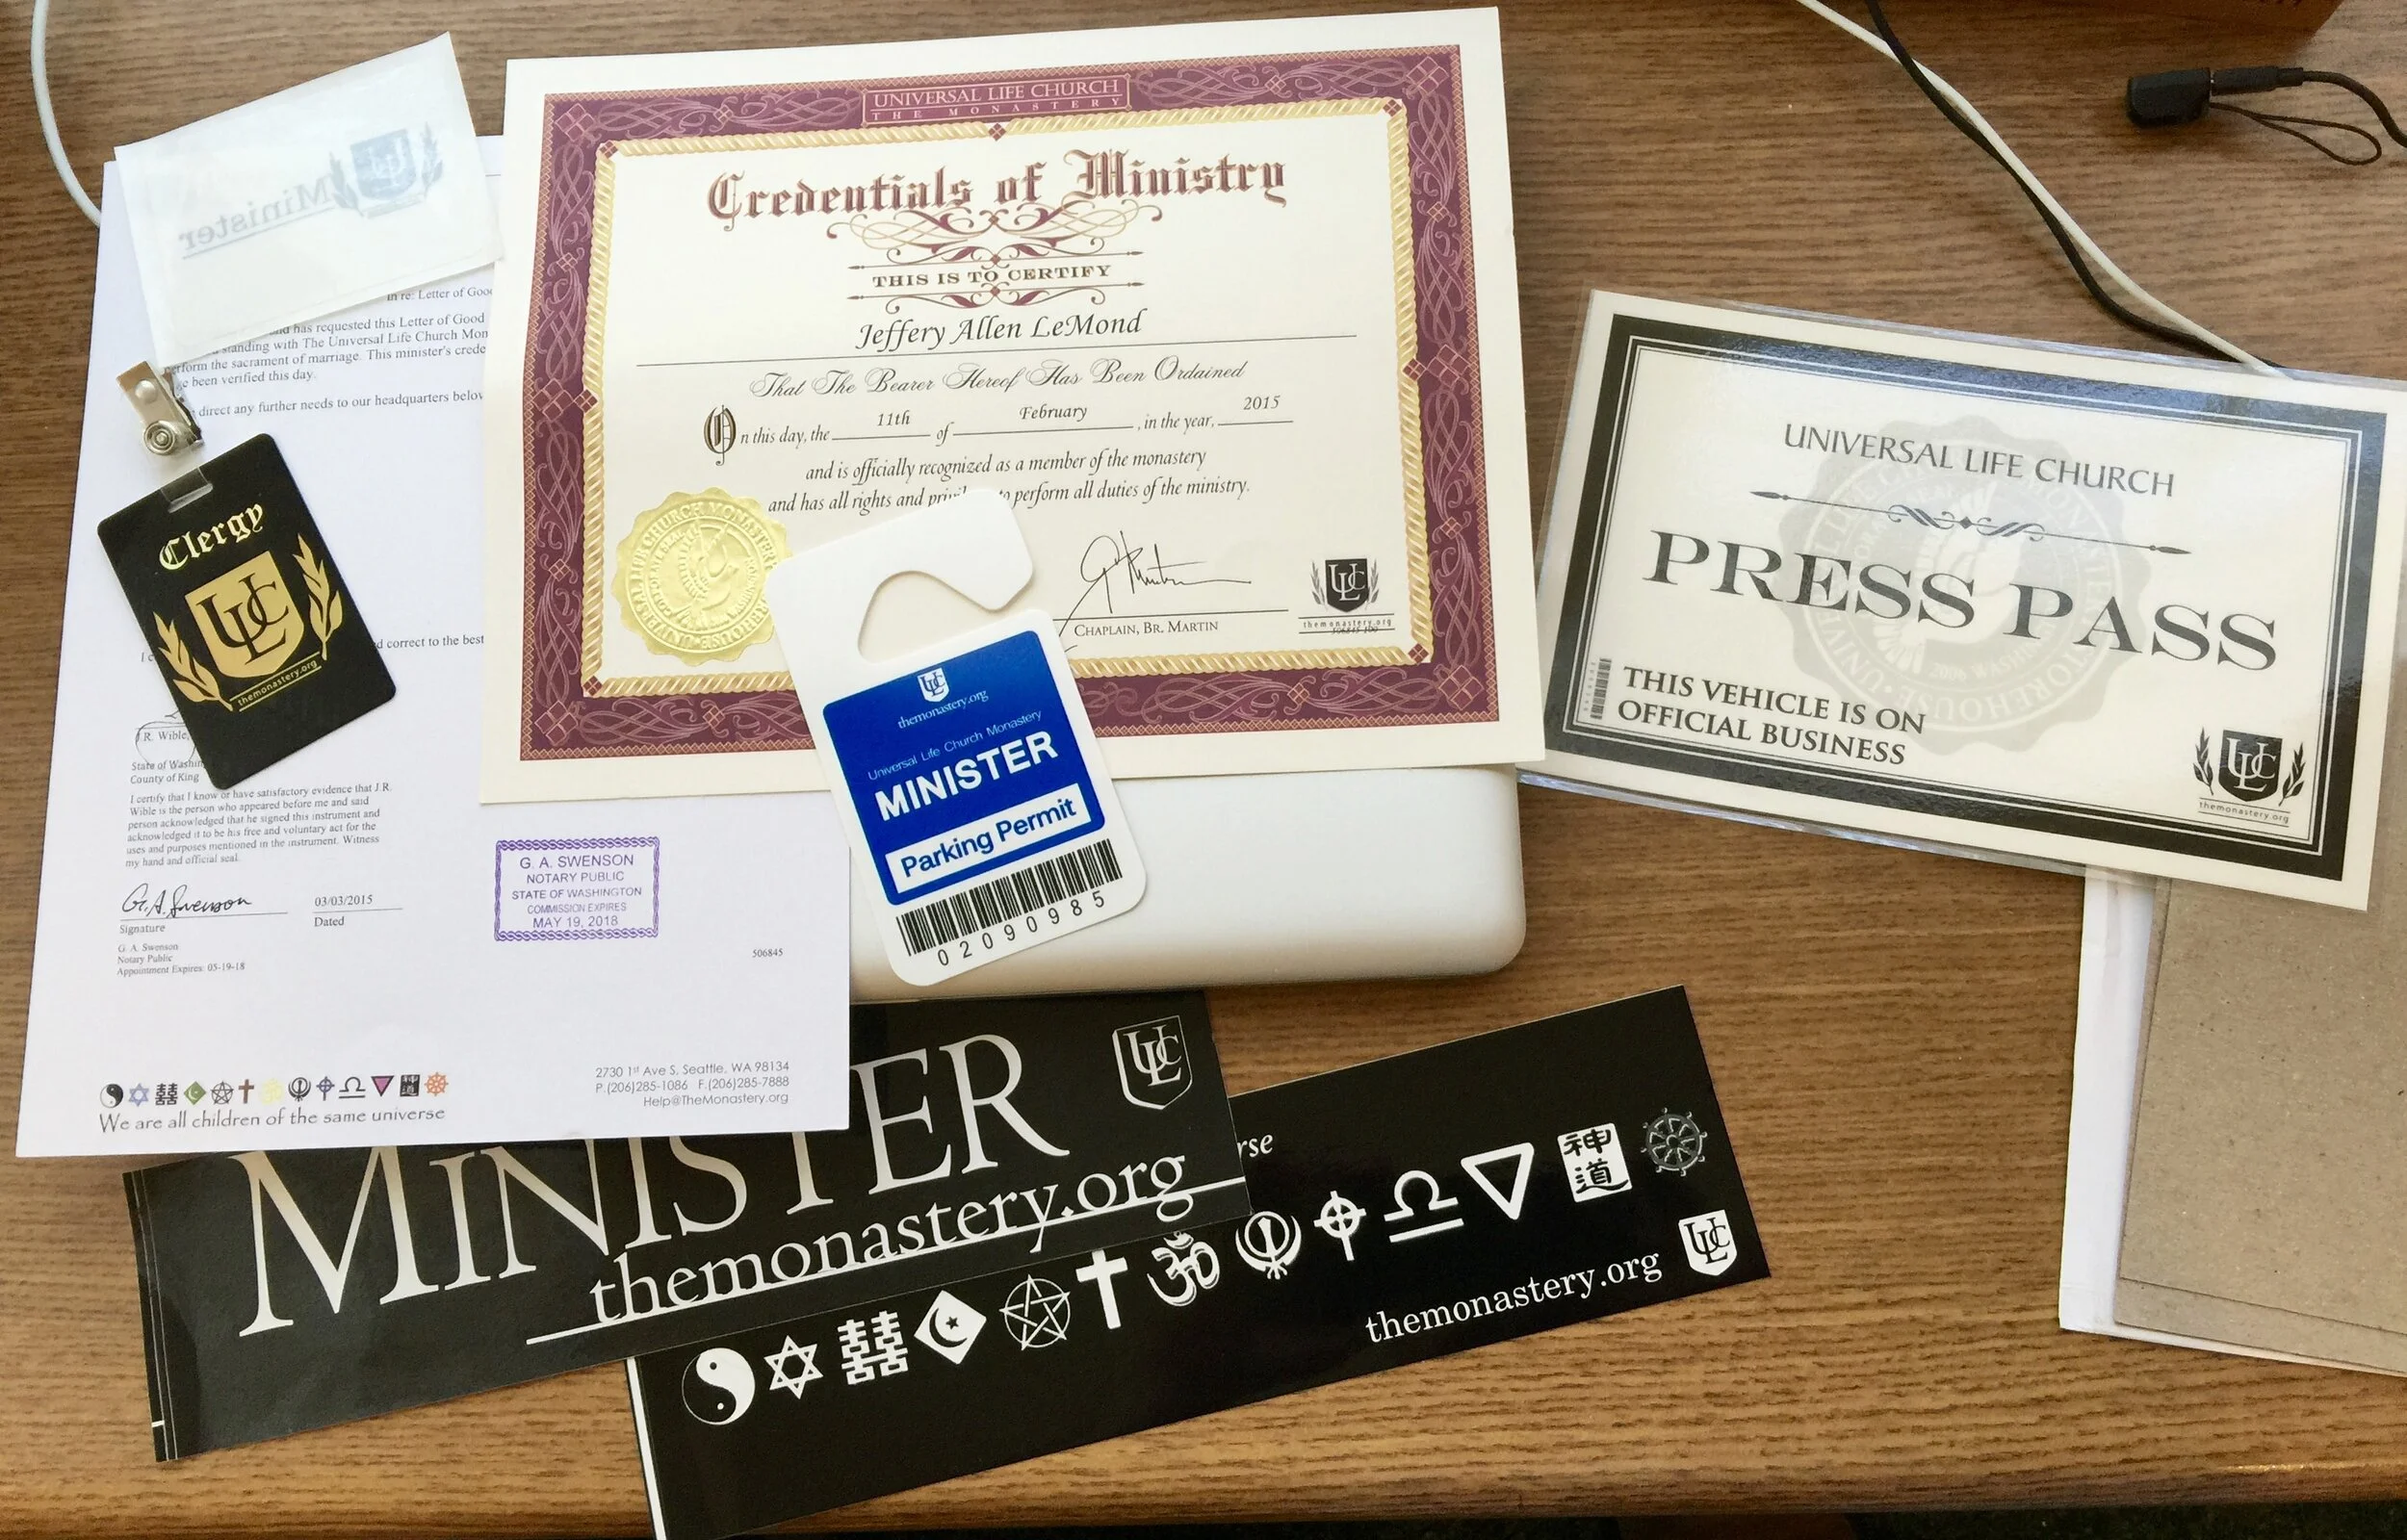 Minister
in re: Letter of Good
has requested this Letter of Good
standing with The Universal Life Church Mon
the sacrament of marriage. This minister's crede
been verified this day.
direct any further needs to our headquarters below
Clergy
ULC
themonastery.org
d correct to the best
J.R. Wible,
State of Washin
County of King
I certify that I know or have satisfactory evidence that J.R.
Wible is the person who appeared before me and said
person acknowledged that he signed this instrument and
acknowledged it to be his free and voluntary act for the
uses and purposes mentioned in the instrument. Witness
my hand and official seal.
G.A. Swenson
03/03/2015
Signature
Dated
G. A. Swenson
Notary Public
Appointment Expires: 05-19-18
G. A. SWENSON
NOTARY PUBLIC
STATE OF WASHINGTON
COMMISSION EXPIRES
MAY 19, 2018
506845
We are all children of the same universe
2730 1st Ave S. Seattle, WA 98134
P.(206)285-1086 F.(206)285-7888
Help@TheMonastery.org
UNIVERSAL LIFE CHURCH
THE MONASTERY
Credentials of Ministry
THIS IS TO CERTIFY
Jeffery Allen LeMond
That The Bearer Hereof Has Been Ordained
On this day, the 11th of February, in the year, 2015
and is officially recognized as a member of the monastery
and has all rights and to perform all duties of the ministry.
CHAPLAIN, BR. MARTIN
ULC
themonastery.org
ULC
themonastery.org
Universal Life Church Monastery
MINISTER
Parking Permit
02090985
UNIVERSAL LIFE CHURCH
PRESS PASS
THIS VEHICLE IS ON
OFFICIAL BUSINESS
ULC
themonastery.org
MINISTER
ULC
themonastery.org
rse
囍
神道
themonastery.org
ULC